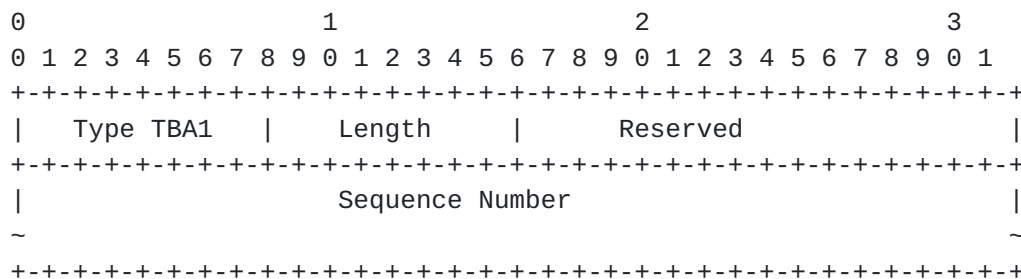 0                   1                   2                   3
0 1 2 3 4 5 6 7 8 9 0 1 2 3 4 5 6 7 8 9 0 1 2 3 4 5 6 7 8 9 0 1
+-+-+-+-+-+-+-+-+-+-+-+-+-+-+-+-+-+-+-+-+-+-+-+-+-+-+-+-+-+-+-+-+
|   Type TBA1   |    Length     |      Reserved                 |
+-+-+-+-+-+-+-+-+-+-+-+-+-+-+-+-+-+-+-+-+-+-+-+-+-+-+-+-+-+-+-+-+
|                    Sequence Number                            |
~                                                               ~
+-+-+-+-+-+-+-+-+-+-+-+-+-+-+-+-+-+-+-+-+-+-+-+-+-+-+-+-+-+-+-+-+